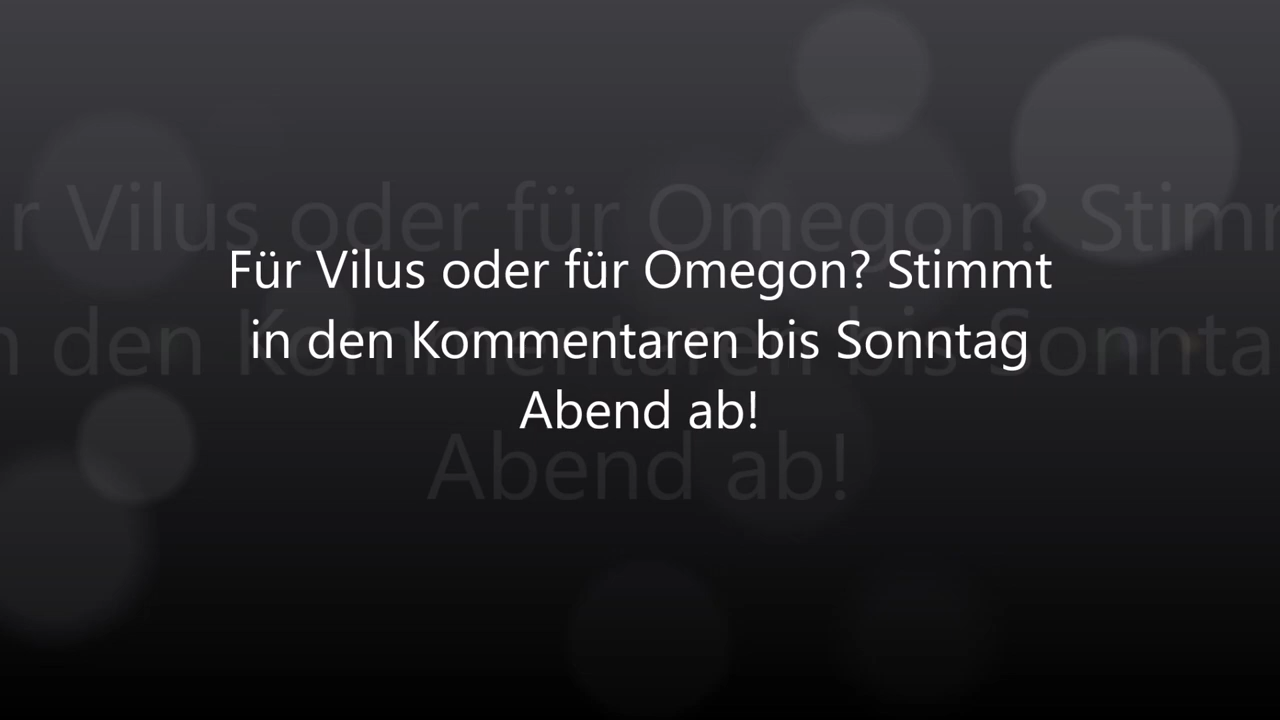 Für Vilus oder für Omegon? Stimmt
in den Kommentaren bis Sonntag
Abend ab!